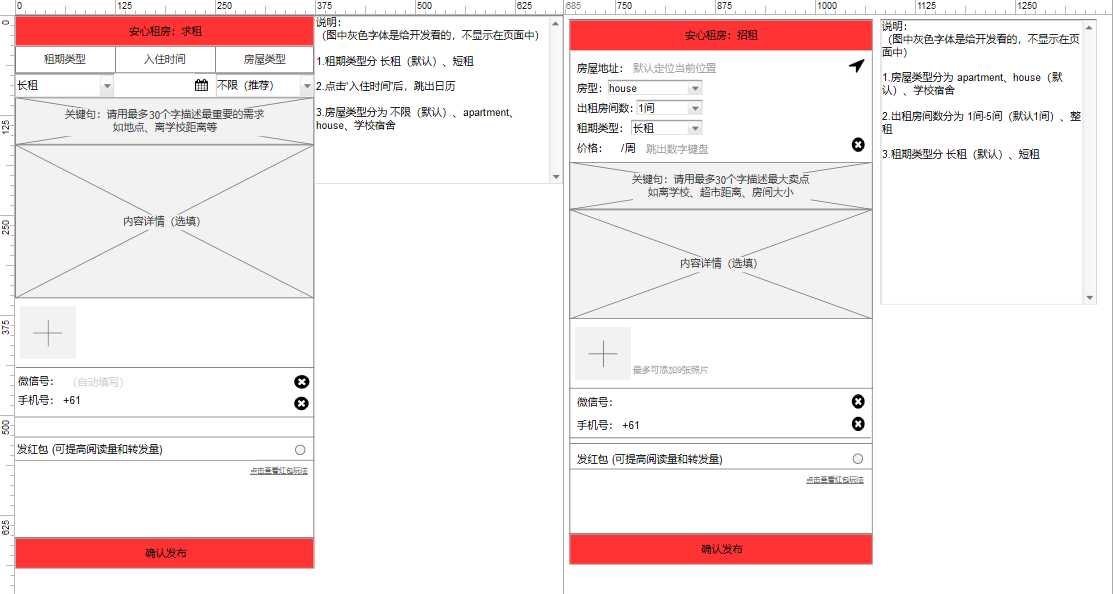 0 125 250 375 500 625 685 750 875 1000 1125 1250
0
125
250
375
500
625
安心租房：求租
租期类型 入住时间 房屋类型
长租 不限（推荐）
关键句：请用最多30个字描述最重要的需求
如地点、离学校距离等
内容详情（选填）
微信号： （自动填写）
手机号： +61
发红包 (可提高阅读量和转发量)
点击查看红包玩法
确认发布
说明：
（图中灰色字体是给开发看的，不显示在页面中）
1.租期类型分 长租（默认）、短租
2.点击"入住时间"后，跳出日历
3.房屋类型分为 不限（默认）、apartment、
house、学校宿舍
安心租房：招租
房屋地址： 默认定位当前位置
房型： house
出租房间数： 1间
租期类型： 长租
价格： /周 跳出数字键盘
关键句：请用最多30个字描述最大卖点
如离学校、超市距离、房间大小
内容详情（选填）
最多可添加9张照片
微信号：
手机号： +61
发红包 (可提高阅读量和转发量)
点击查看红包玩法
确认发布
说明：
（图中灰色字体是给开发看的，不显示在页
面中）
1.房屋类型分为 apartment、house（默
认）、学校宿舍
2.出租房间数分为 1间-5间（默认1间）、整
租
3.租期类型分 长租（默认）、短租